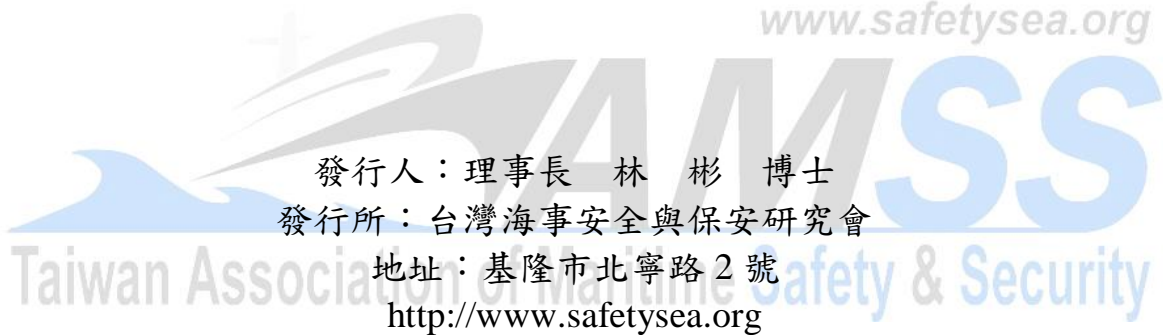 www.safetysea.org
TAMSS
發行人：理事長　林　彬　博士
發行所：台灣海事安全與保安研究會
地址：基隆市北寧路 2 號
Taiwan Association of Maritime Safety & Security
http://www.safetysea.org